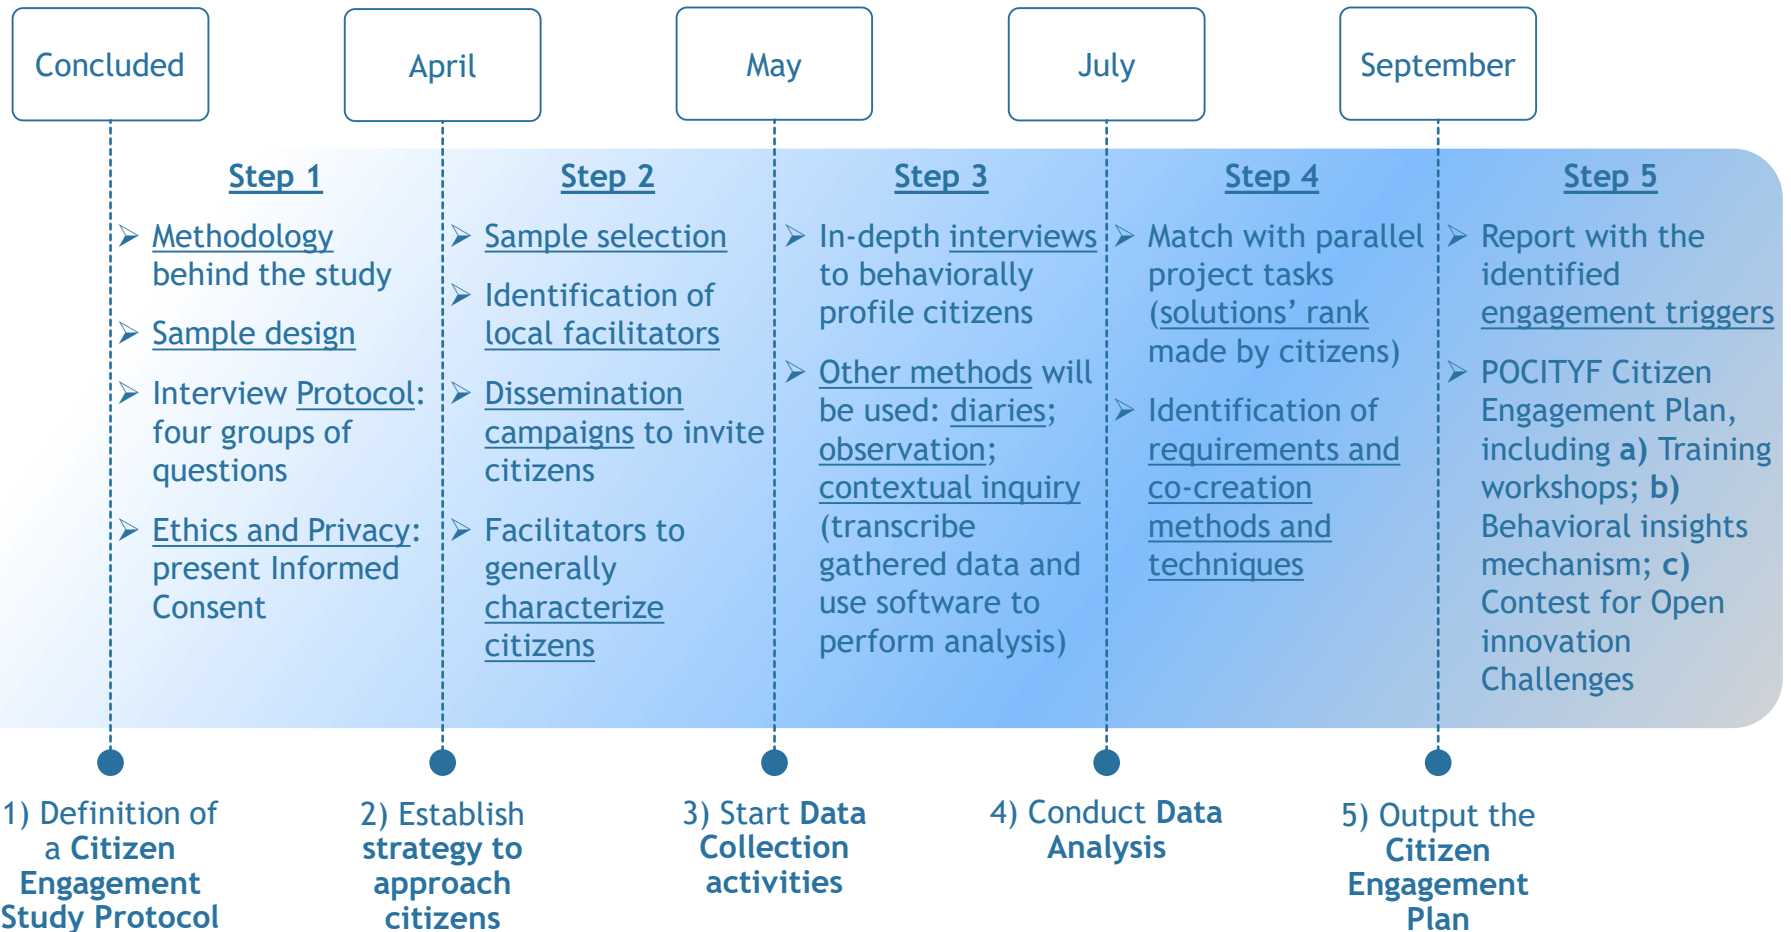 Concluded
April
May
July
September
Step 1
➢ Methodology
behind the study
➢ Sample design
➢ Interview Protocol:
four groups of
questions
➢ Ethics and Privacy:
present Informed
Consent
Step 2
➢ Sample selection
➢ Identification of
local facilitators
➢ Dissemination
campaigns to invite
citizens
➢ Facilitators to
generally
characterize
citizens
Step 3
➢ In-depth interviews
to behaviorally
profile citizens
➢ Other methods will
be used: diaries;
observation;
contextual inquiry
(transcribe
gathered data and
use software to
perform analysis)
Step 4
➢ Match with parallel
project tasks
(solutions’ rank
made by citizens)
➢ Identification of
requirements and
co-creation
methods and
techniques
Step 5
➢ Report with the
identified
engagement triggers
➢ POCITYF Citizen
Engagement Plan,
including a) Training
workshops; b)
Behavioral insights
mechanism; c)
Contest for Open
innovation
Challenges
1) Definition of
a Citizen
Engagement
Study Protocol
2) Establish
strategy to
approach
citizens
3) Start Data
Collection
activities
4) Conduct Data
Analysis
5) Output the
Citizen
Engagement
Plan